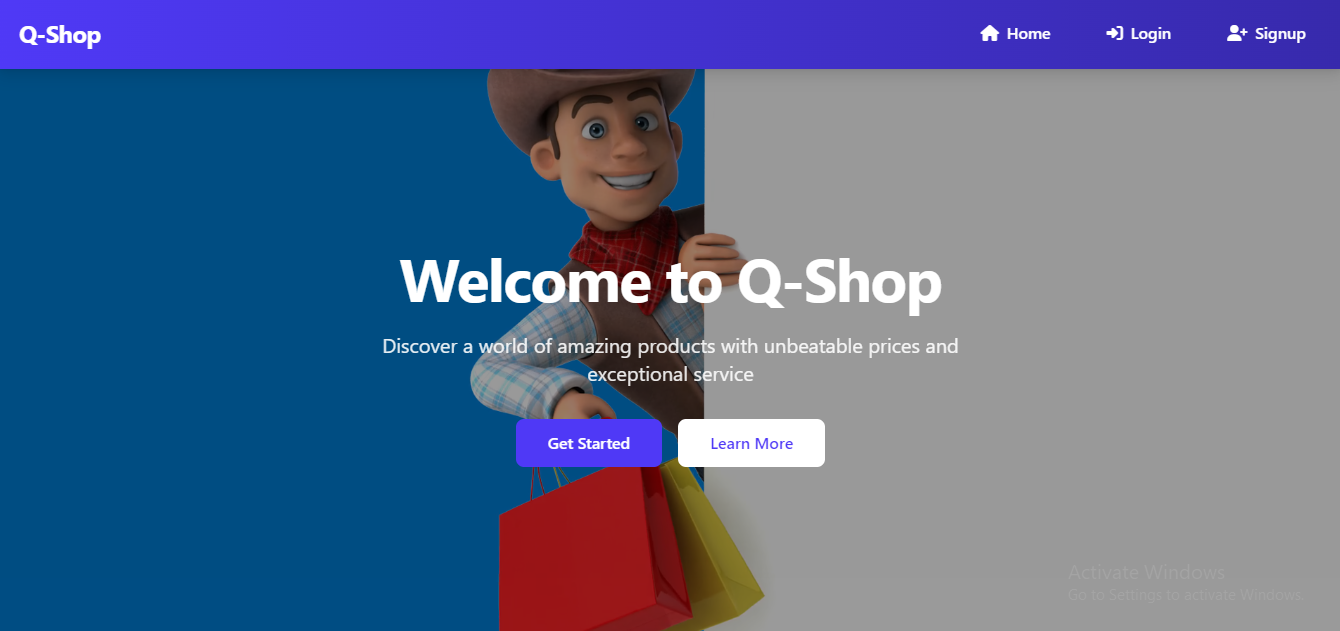 Q-Shop
Home
Login
Signup
Welcome to Q-Shop
Discover a world of amazing products with unbeatable prices and
exceptional service
Get Started
Learn More
Activate Windows
Go to Settings to activate Windows.